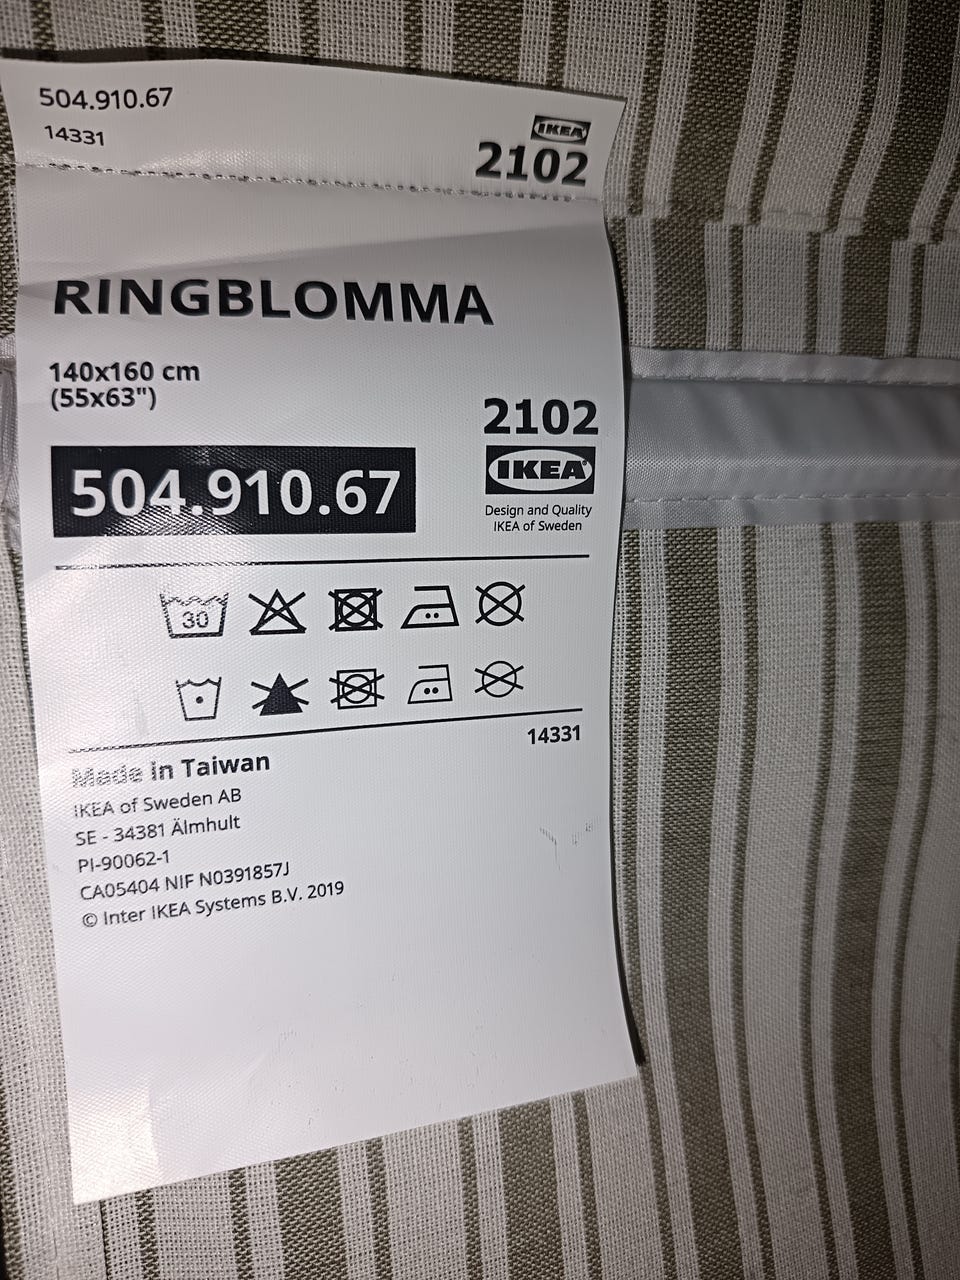 504.910.67
14331
IKEA
2102
RINGBLOMMA
140x160 cm
(55x63")
2102
IKEA®
504.910.67
Design and Quality
IKEA of Sweden
30
14331
Made in Taiwan
IKEA of Sweden AB
SE - 34381 Älmhult
PI-90062-1
CA05404 NIF N0391857J
© Inter IKEA Systems B.V. 2019